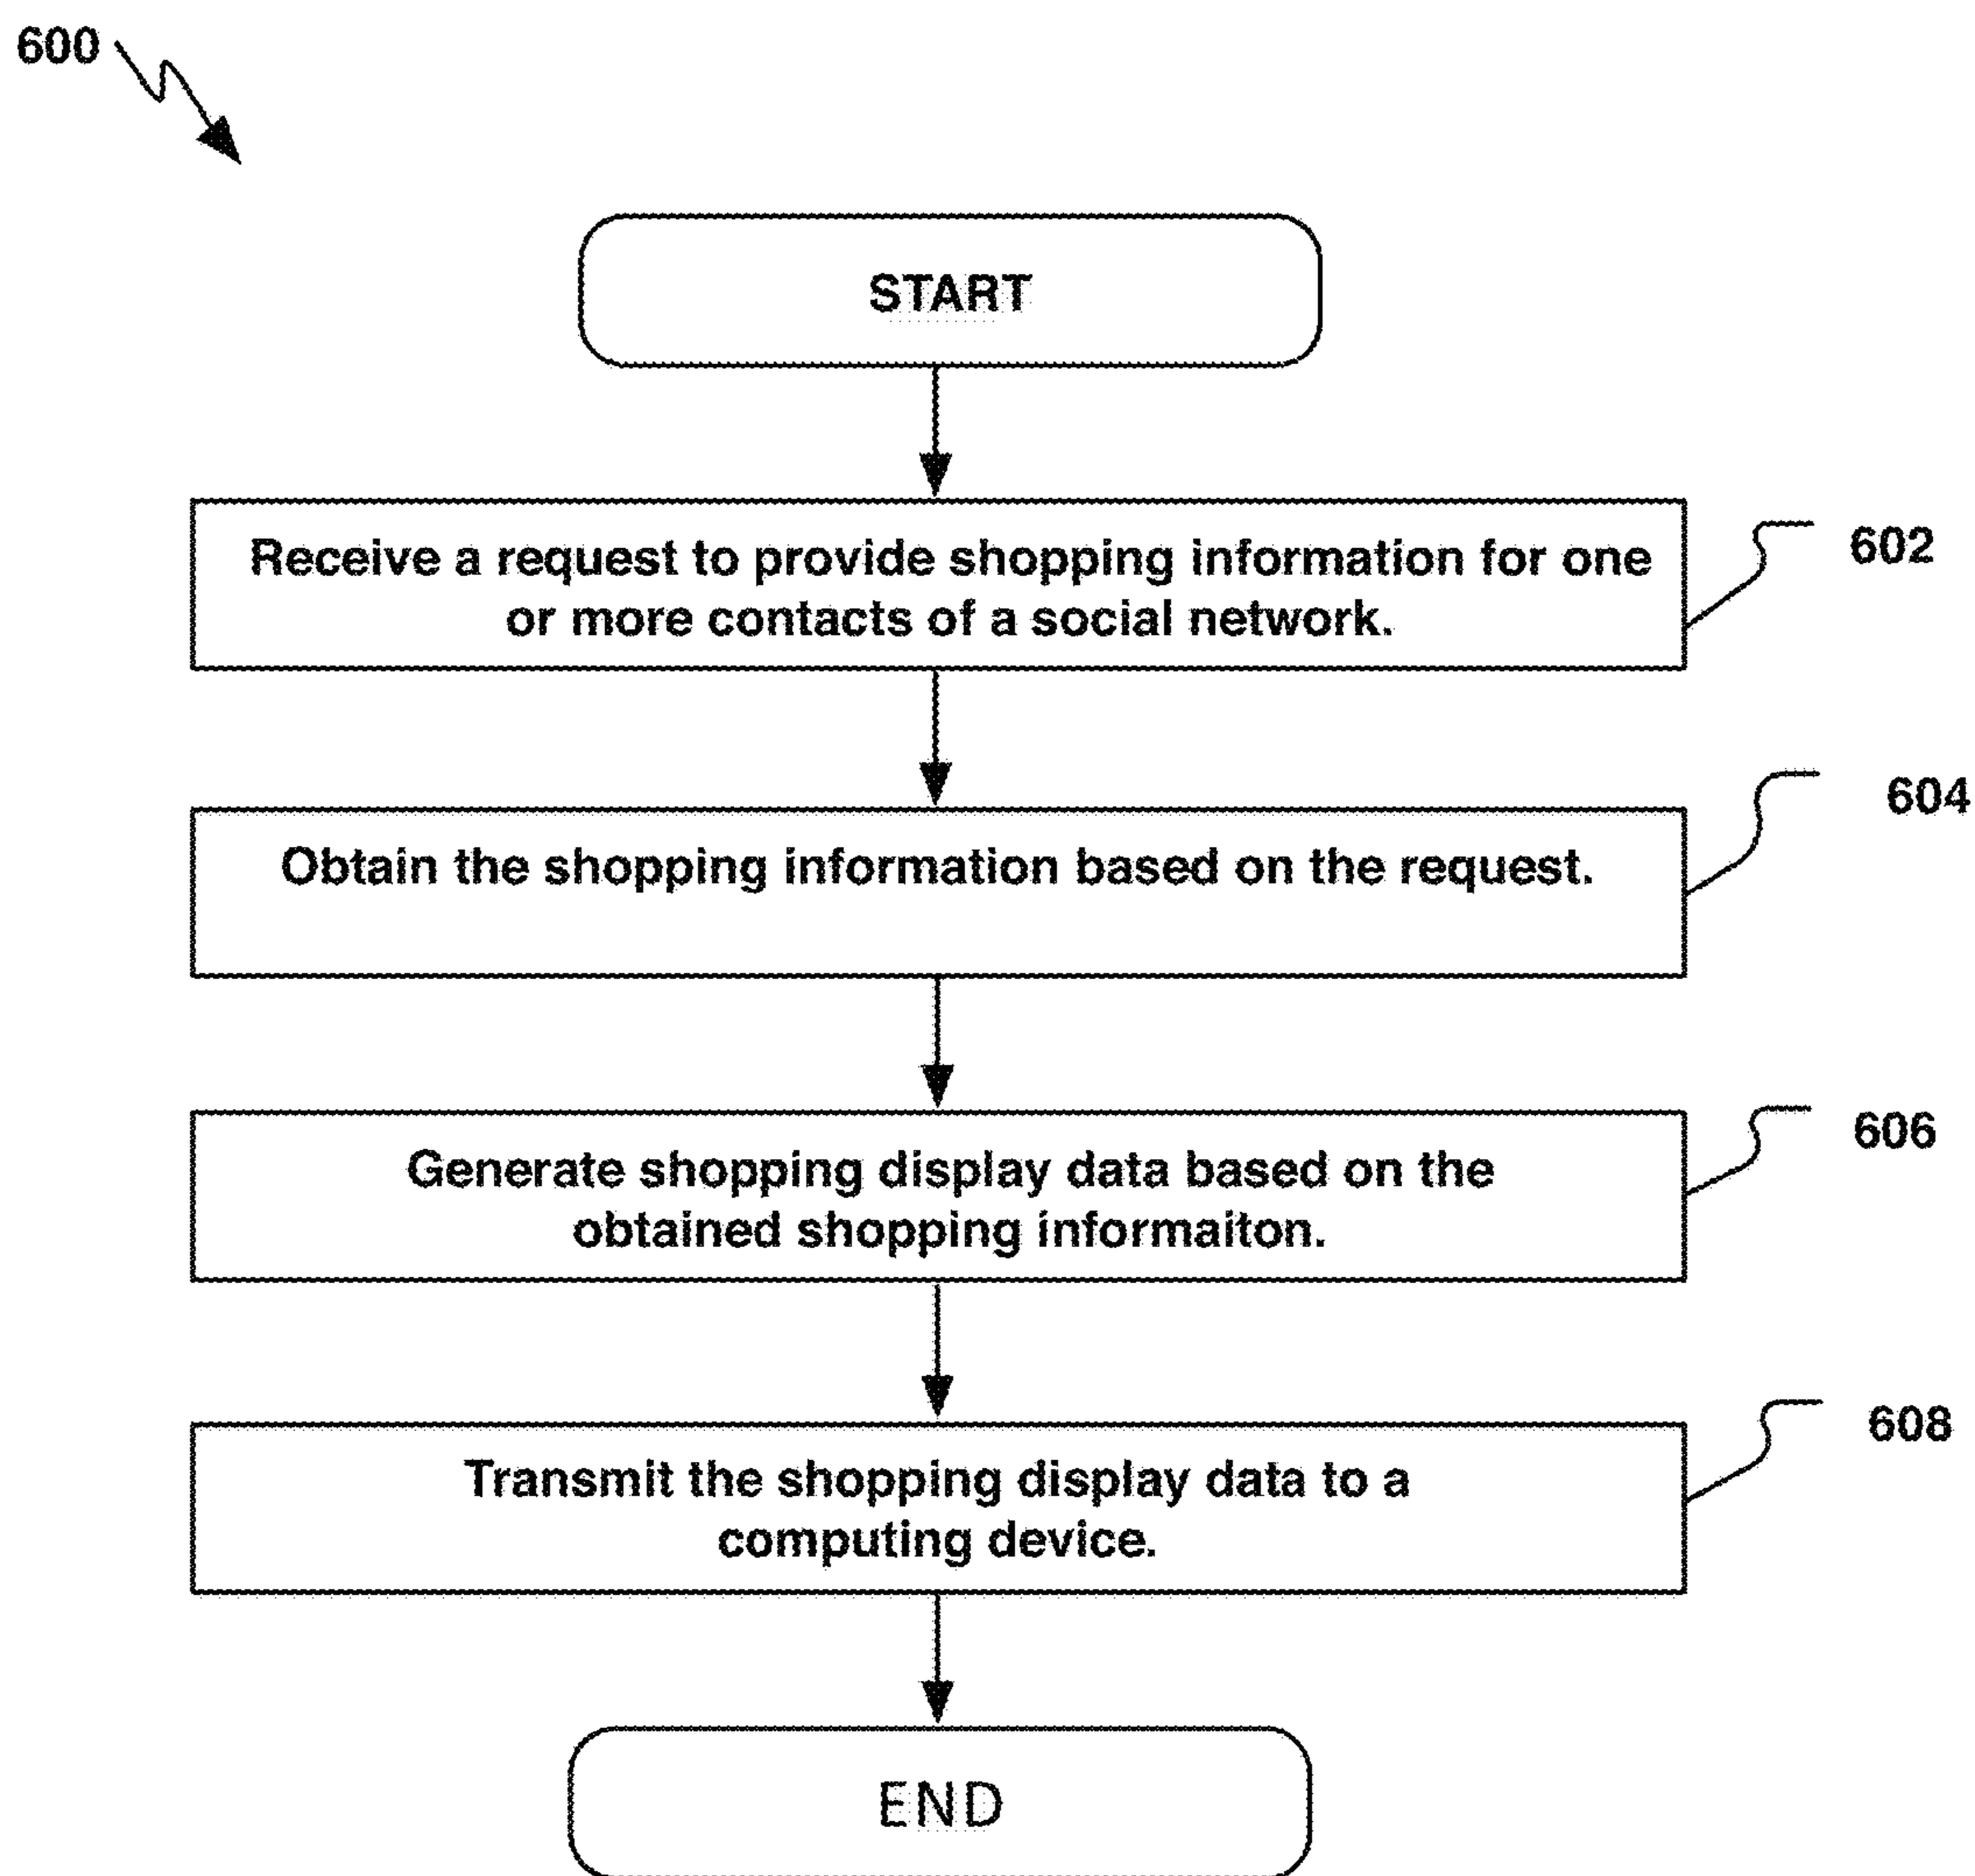 600
START
Receive a request to provide shopping information for one
or more contacts of a social network.
602
Obtain the shopping information based on the request.
604
Generate shopping display data based on the
obtained shopping informaiton.
606
Transmit the shopping display data to a
computing device.
608
END